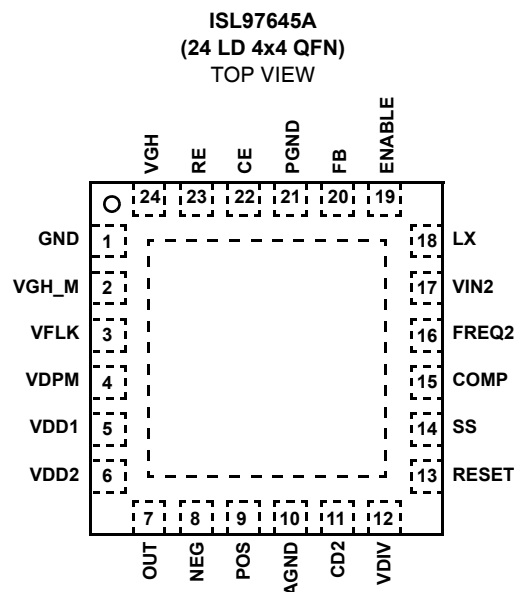 ISL97645A
(24 LD 4x4 QFN)
TOP VIEW
VGH RE CE PGND FB ENABLE
24 23 22 21 20 19
GND 1 18 LX
VGH_M 2 17 VIN2
VFLK 3 16 FREQ2
VDPM 4 15 COMP
VDD1 5 14 SS
VDD2 6 13 RESET
7 8 9 10 11 12
OUT NEG POS AGND CD2 VDIV